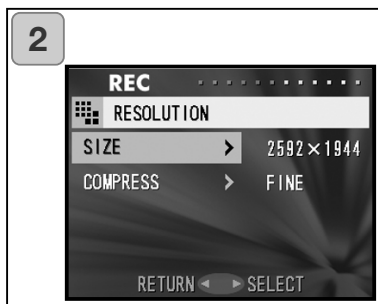 2
REC
RESOLUTION
SIZE > 2592×1944
COMPRESS > FINE
RETURN ◄ ► SELECT